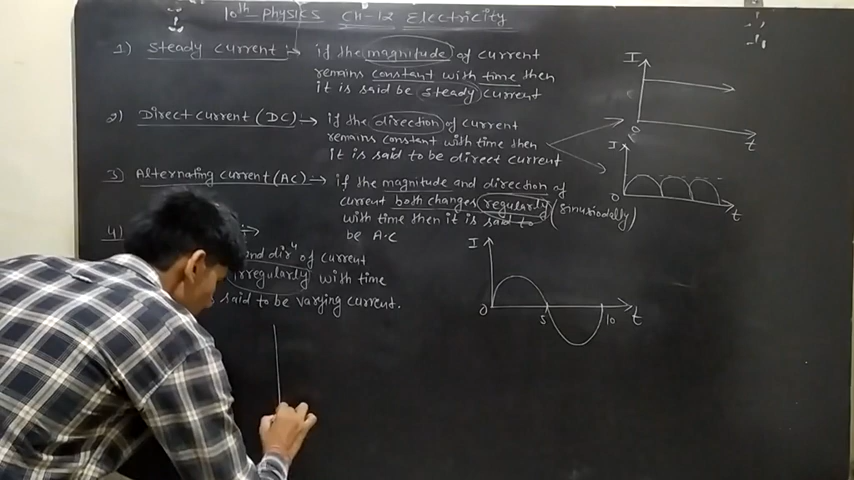 10th Physics CH-12 Electricity
1) Steady current :→ if the magnitude of current
remains constant with time then
it is said be steady current
2) Direct current (DC) → if the direction of current
remains constant with time then
it is said to be direct current
3) Alternating current (AC) → if the magnitude and direction of
current both changes regularly (sinusiodally)
with time then it is said to
be A.C
4)
and dirⁿ of current
irregularly with time
said to be varying current.
I
0
t
I
0
t
I
0
5
10
t